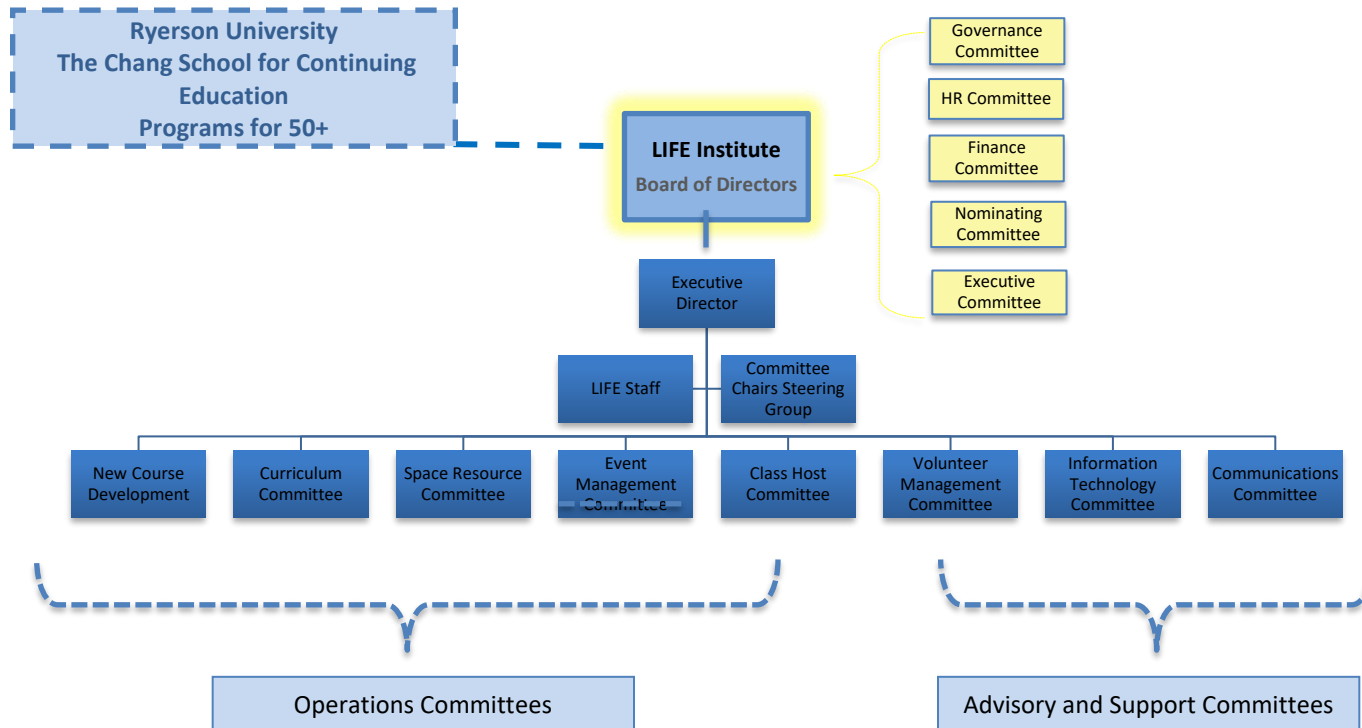 Ryerson University
The Chang School for Continuing
Education
Programs for 50+
LIFE Institute
Board of Directors
Governance
Committee
HR Committee
Finance
Committee
Nominating
Committee
Executive
Committee
Executive
Director
LIFE Staff
Committee
Chairs Steering
Group
New Course
Development
Curriculum
Committee
Space Resource
Committee
Event
Management
Committee
Class Host
Committee
Volunteer
Management
Committee
Information
Technology
Committee
Communications
Committee
Operations Committees
Advisory and Support Committees